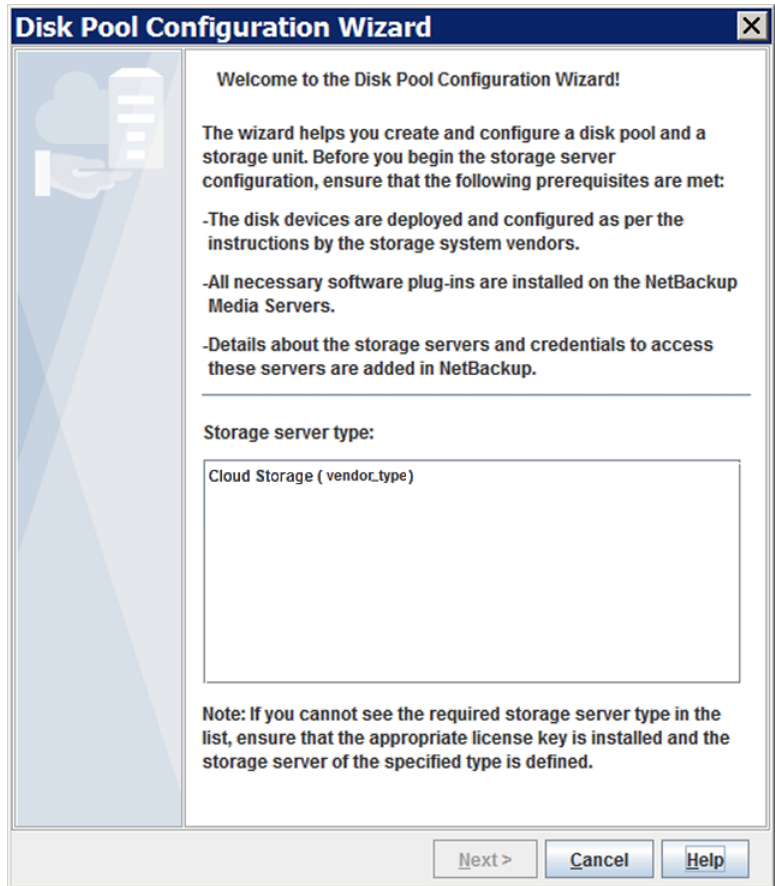 Disk Pool Configuration Wizard
Welcome to the Disk Pool Configuration Wizard!
The wizard helps you create and configure a disk pool and a
storage unit. Before you begin the storage server
configuration, ensure that the following prerequisites are met:
-The disk devices are deployed and configured as per the
instructions by the storage system vendors.
-All necessary software plug-ins are installed on the NetBackup
Media Servers.
-Details about the storage servers and credentials to access
these servers are added in NetBackup.
Storage server type:
Cloud Storage ( vendor_type )
Note: If you cannot see the required storage server type in the
list, ensure that the appropriate license key is installed and the
storage server of the specified type is defined.
Next >
Cancel
Help